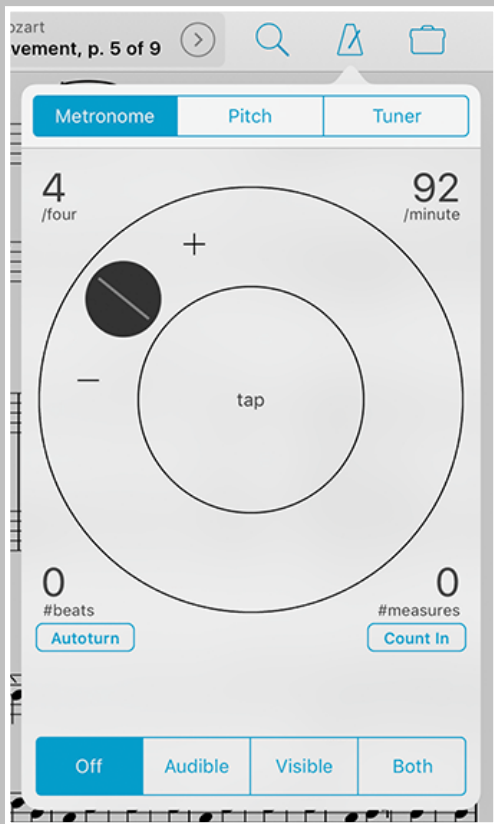 vement, p. 5 of 9
Metronome
Pitch
Tuner
4
/four
92
/minute
+
−
tap
0
#beats
0
#measures
Autoturn
Count In
Off
Audible
Visible
Both